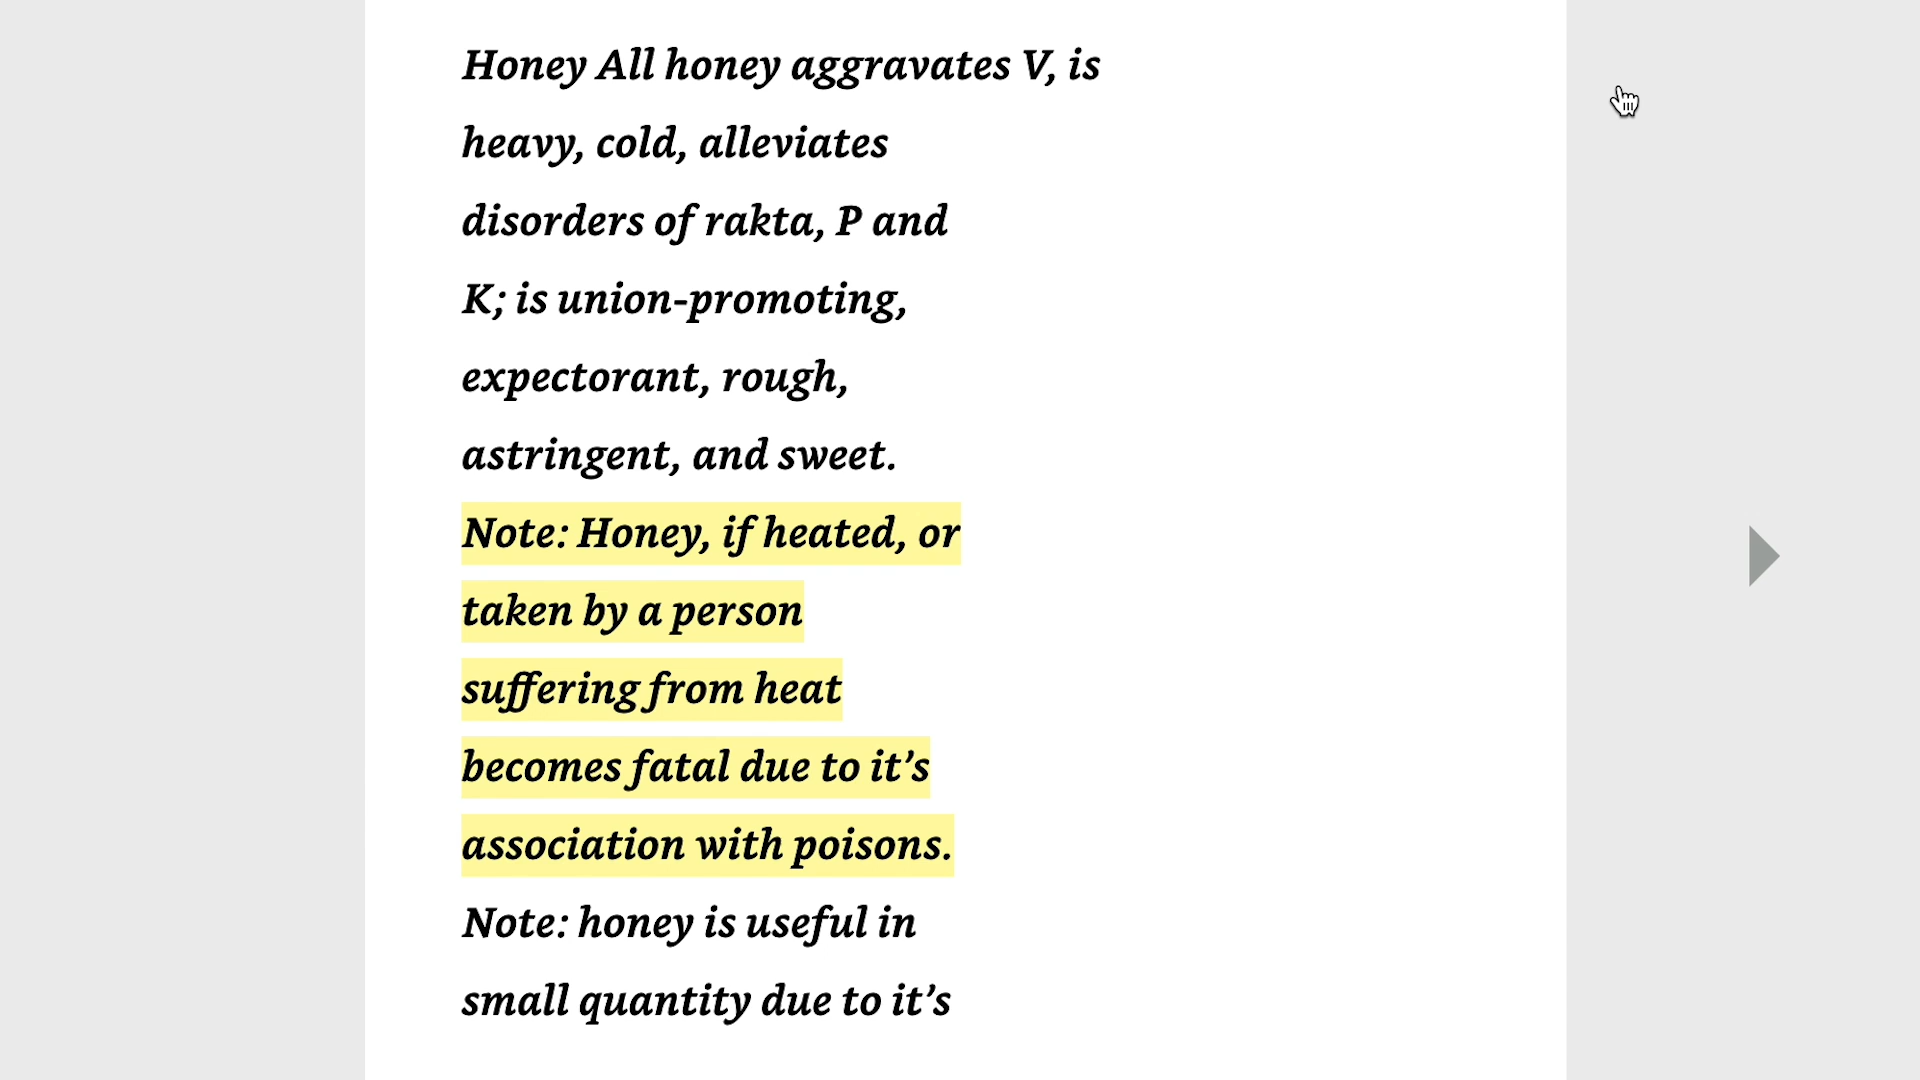 Honey All honey aggravates V, is
heavy, cold, alleviates
disorders of rakta, P and
K; is union-promoting,
expectorant, rough,
astringent, and sweet.
Note: Honey, if heated, or
taken by a person
suffering from heat
becomes fatal due to it’s
association with poisons.
Note: honey is useful in
small quantity due to it’s